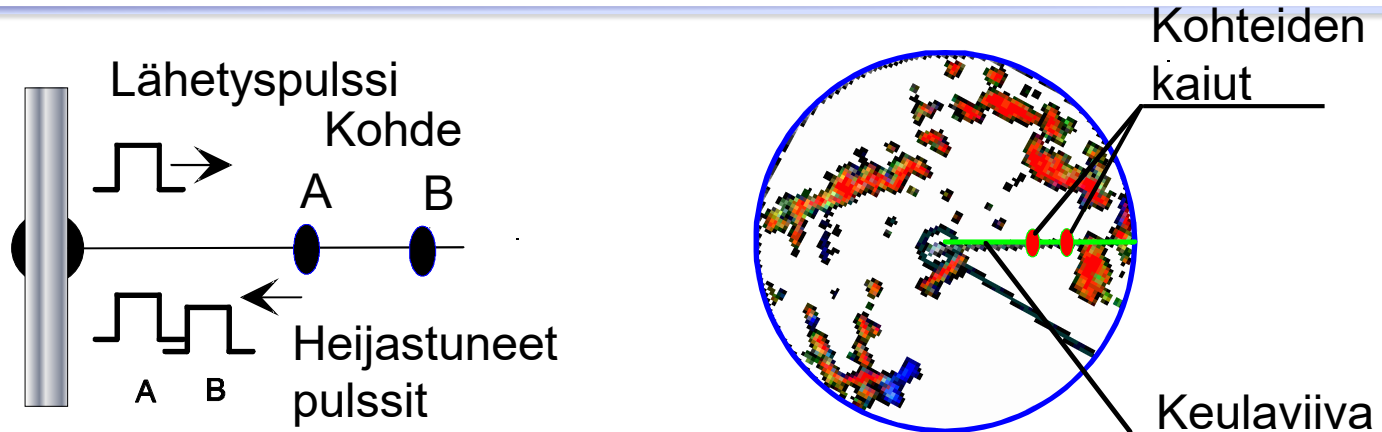 Lähetyspulssi
Kohde
A
B
Heijastuneet
pulssit
A
B
Kohteiden
kaiut
Keulaviiva